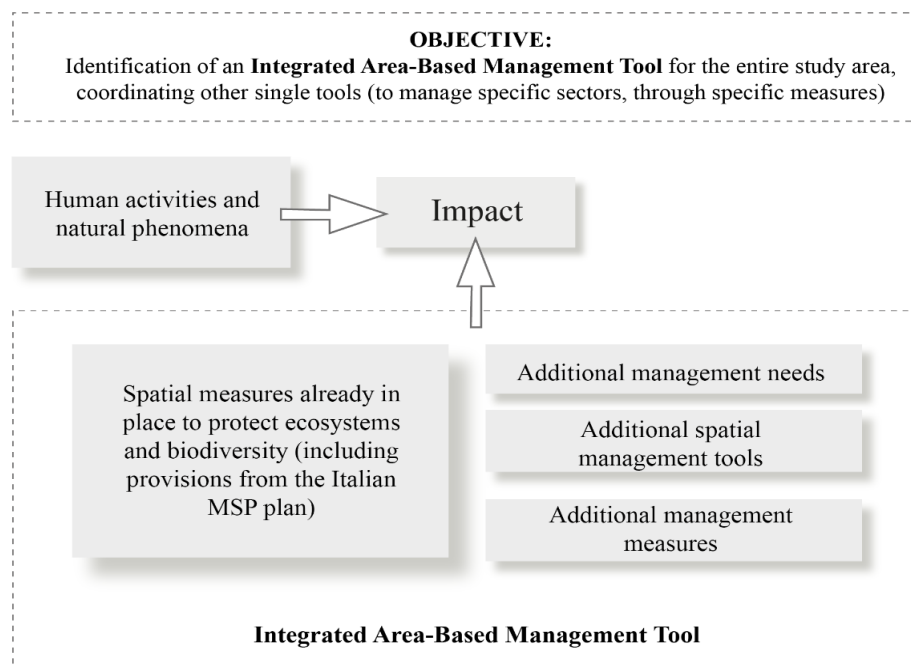 OBJECTIVE:
Identification of an Integrated Area-Based Management Tool for the entire study area,
coordinating other single tools (to manage specific sectors, through specific measures)
Human activities and
natural phenomena
Impact
Spatial measures already in
place to protect ecosystems
and biodiversity (including
provisions from the Italian
MSP plan)
Additional management needs
Additional spatial
management tools
Additional management
measures
Integrated Area-Based Management Tool